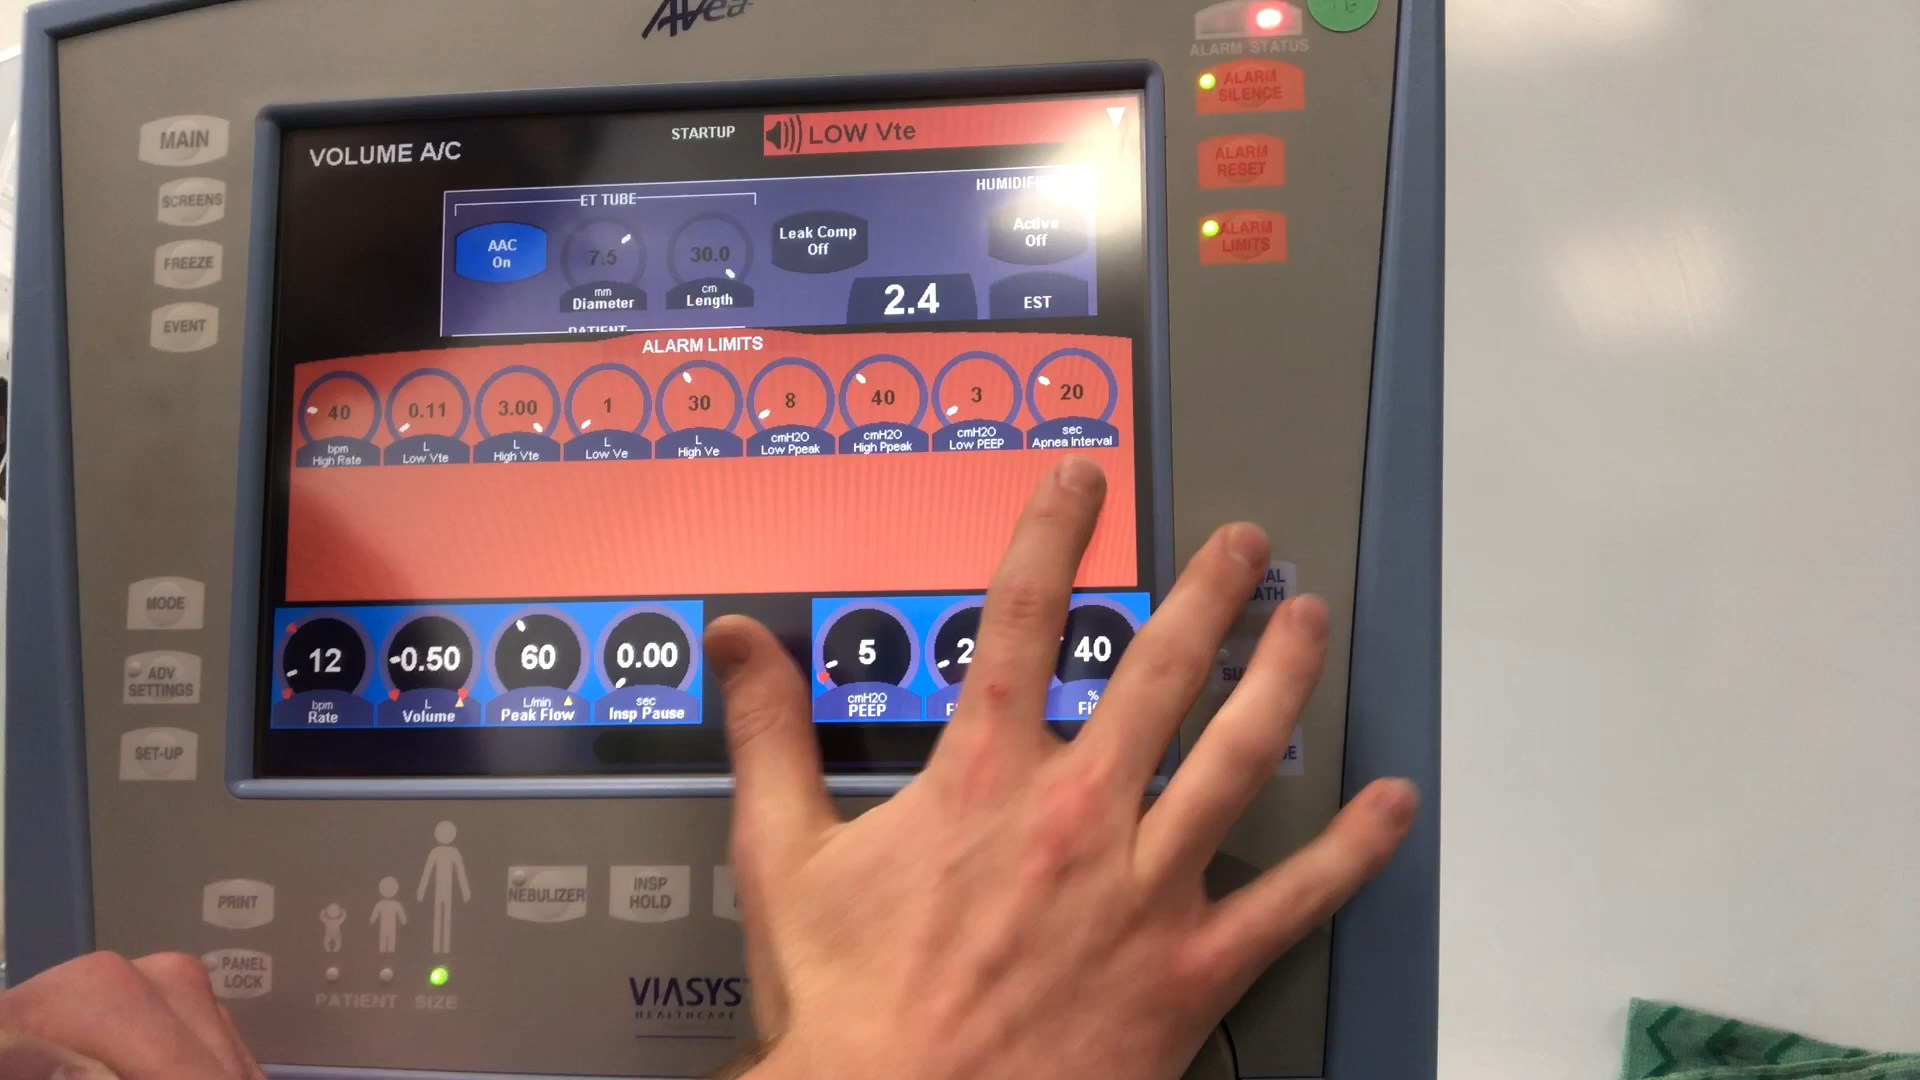 AVea
ALARM STATUS
ALARM
SILENCE
ALARM
RESET
ALARM
LIMITS
MAIN
SCREENS
FREEZE
EVENT
MODE
ADV
SETTINGS
SET-UP
VOLUME A/C
STARTUP
LOW Vte
ET TUBE
AAC
On
7.5
mm
Diameter
30.0
cm
Length
Leak Comp
Off
Active
Off
2.4
EST
PATIENT
ALARM LIMITS
40
bpm
High Rate
0.11
L
Low Vte
3.00
L
High Vte
1
L
Low Ve
30
L
High Ve
8
cmH2O
Low Ppeak
40
cmH2O
High Ppeak
3
cmH2O
Low PEEP
20
sec
Apnea Interval
12
bpm
Rate
-0.50
L
Volume
60
L/min
Peak Flow
0.00
sec
Insp Pause
5
cmH2O
PEEP
40
%
PRINT
PANEL
LOCK
PATIENT SIZE
NEBULIZER
INSP
HOLD
VIASYS
HEALTHCARE